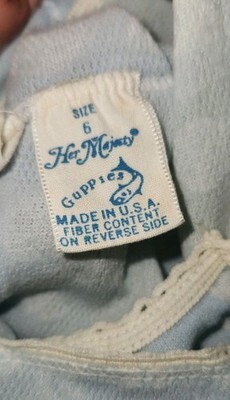 SIZE
6
Her Majesty®
Guppies
MADE IN U.S.A.
FIBER CONTENT
ON REVERSE SIDE